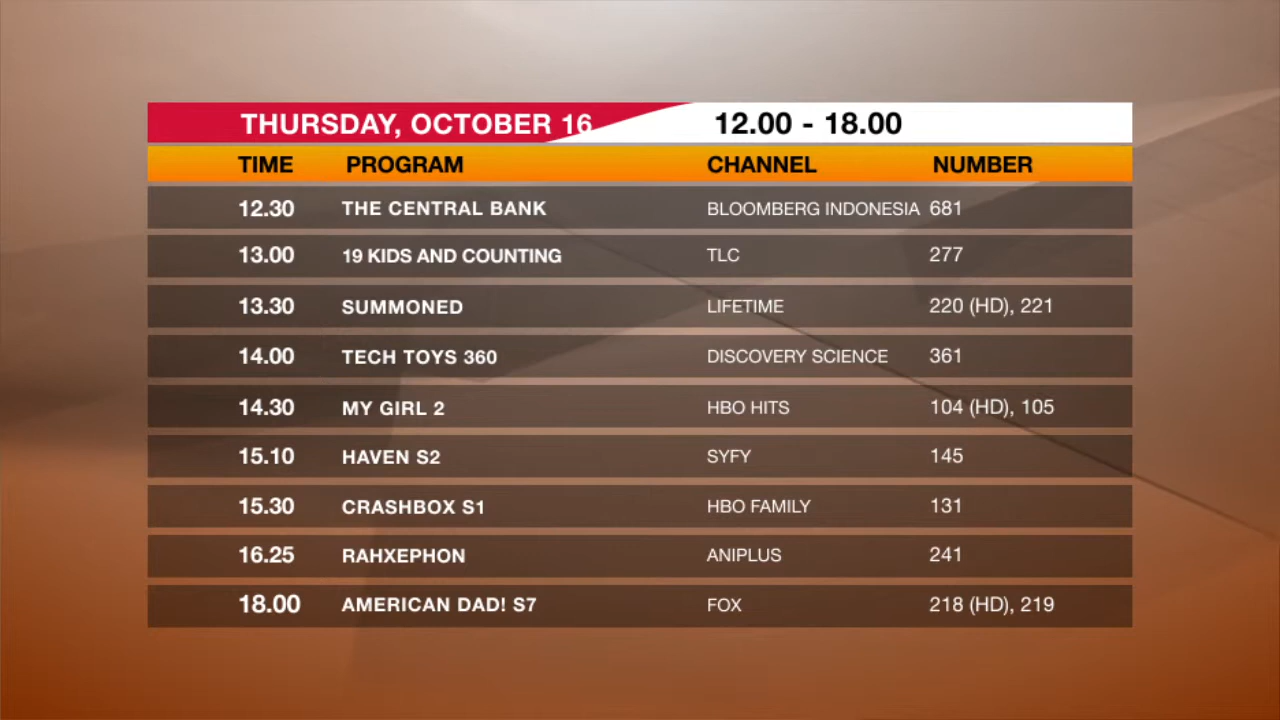 THURSDAY, OCTOBER 16 12.00 - 18.00
TIME PROGRAM CHANNEL NUMBER
12.30 THE CENTRAL BANK BLOOMBERG INDONESIA 681
13.00 19 KIDS AND COUNTING TLC 277
13.30 SUMMONED LIFETIME 220 (HD), 221
14.00 TECH TOYS 360 DISCOVERY SCIENCE 361
14.30 MY GIRL 2 HBO HITS 104 (HD), 105
15.10 HAVEN S2 SYFY 145
15.30 CRASHBOX S1 HBO FAMILY 131
16.25 RAHXEPHON ANIPLUS 241
18.00 AMERICAN DAD! S7 FOX 218 (HD), 219